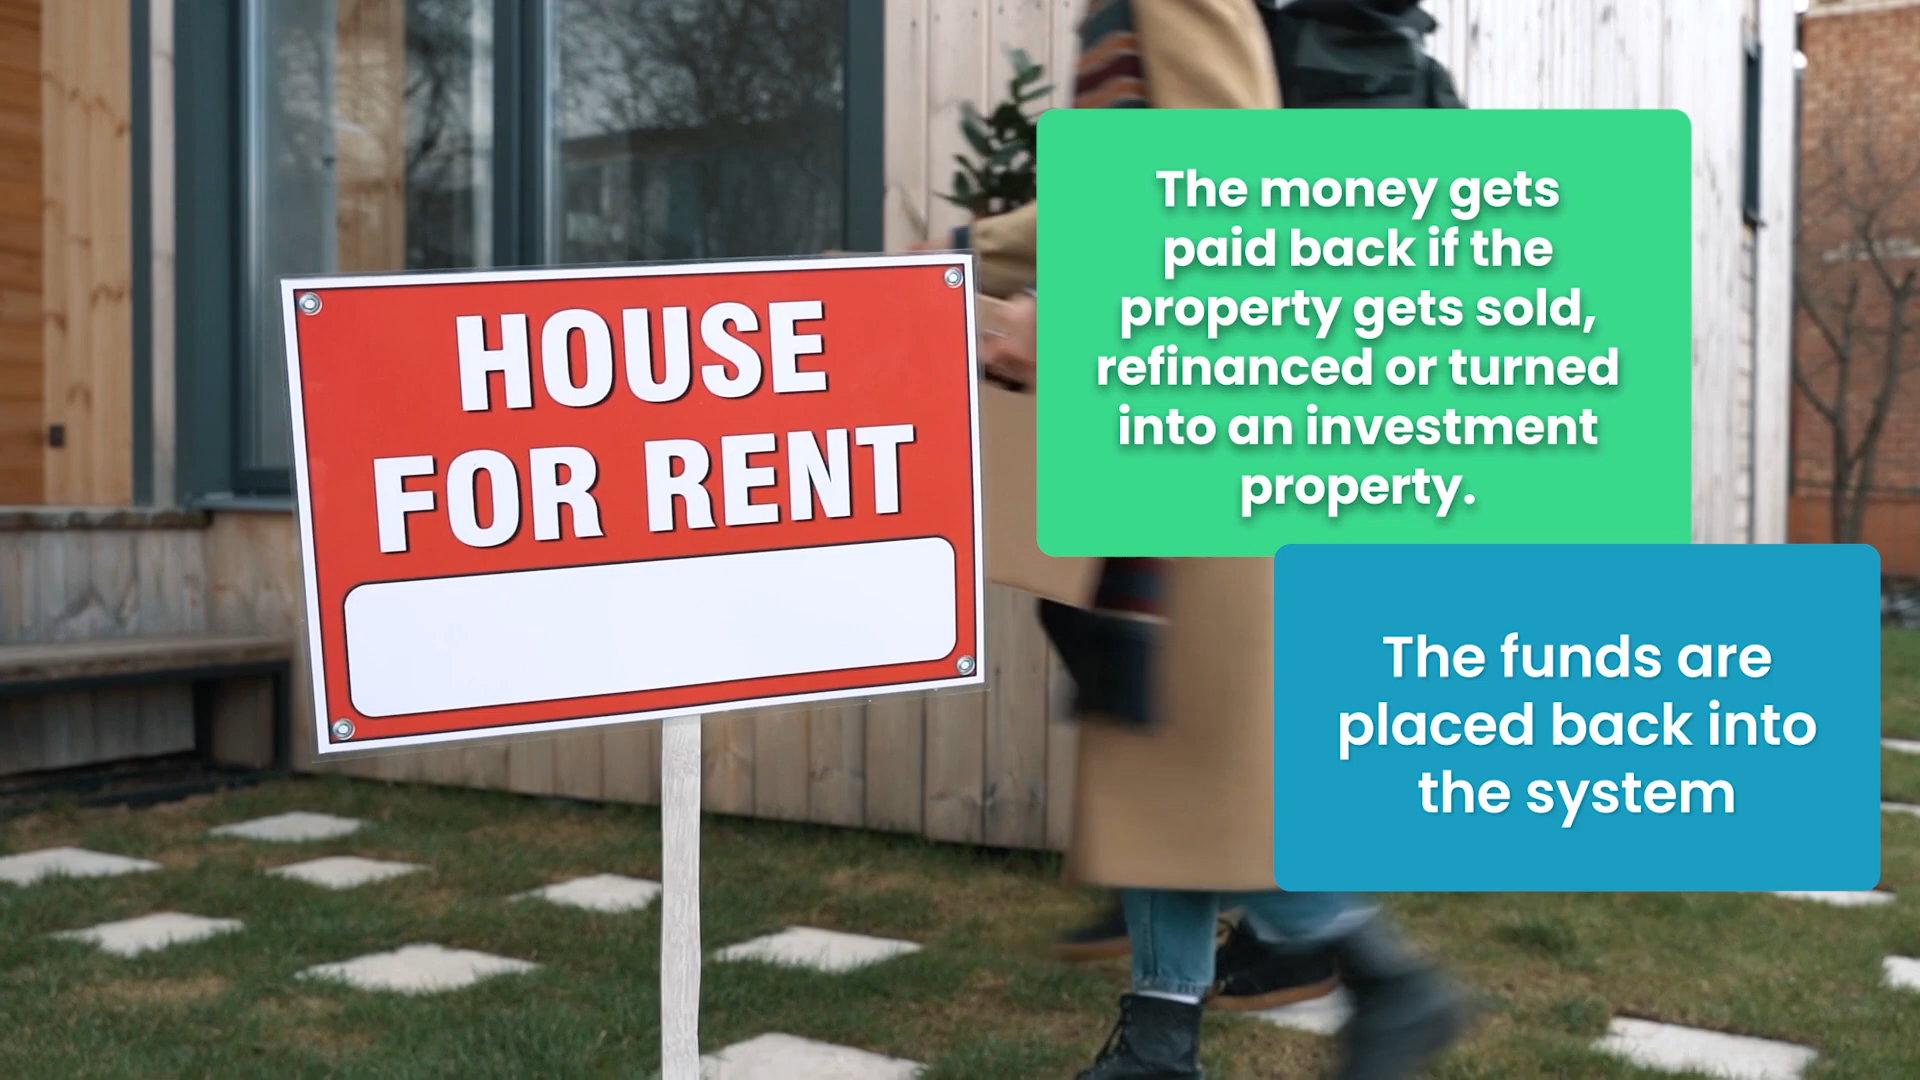 HOUSE
FOR RENT
The money gets
paid back if the
property gets sold,
refinanced or turned
into an investment
property.
The funds are
placed back into
the system